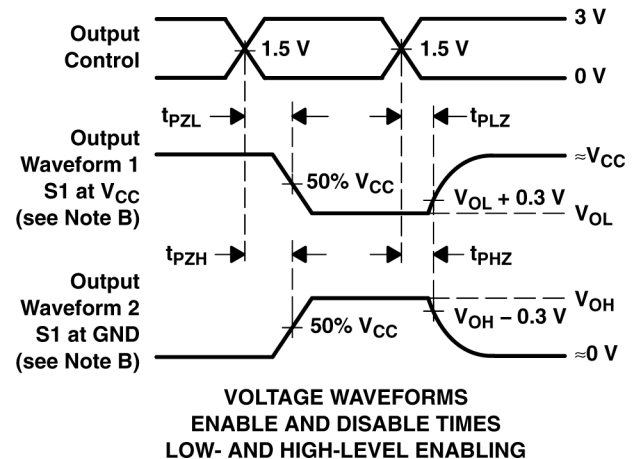 Output
Control
1.5 V
1.5 V
3 V
0 V
tPZL
tPLZ
Output
Waveform 1
S1 at VCC
(see Note B)
50% VCC
VOL + 0.3 V
≈VCC
VOL
tPZH
tPHZ
Output
Waveform 2
S1 at GND
(see Note B)
50% VCC
VOH − 0.3 V
VOH
≈0 V
VOLTAGE WAVEFORMS
ENABLE AND DISABLE TIMES
LOW- AND HIGH-LEVEL ENABLING